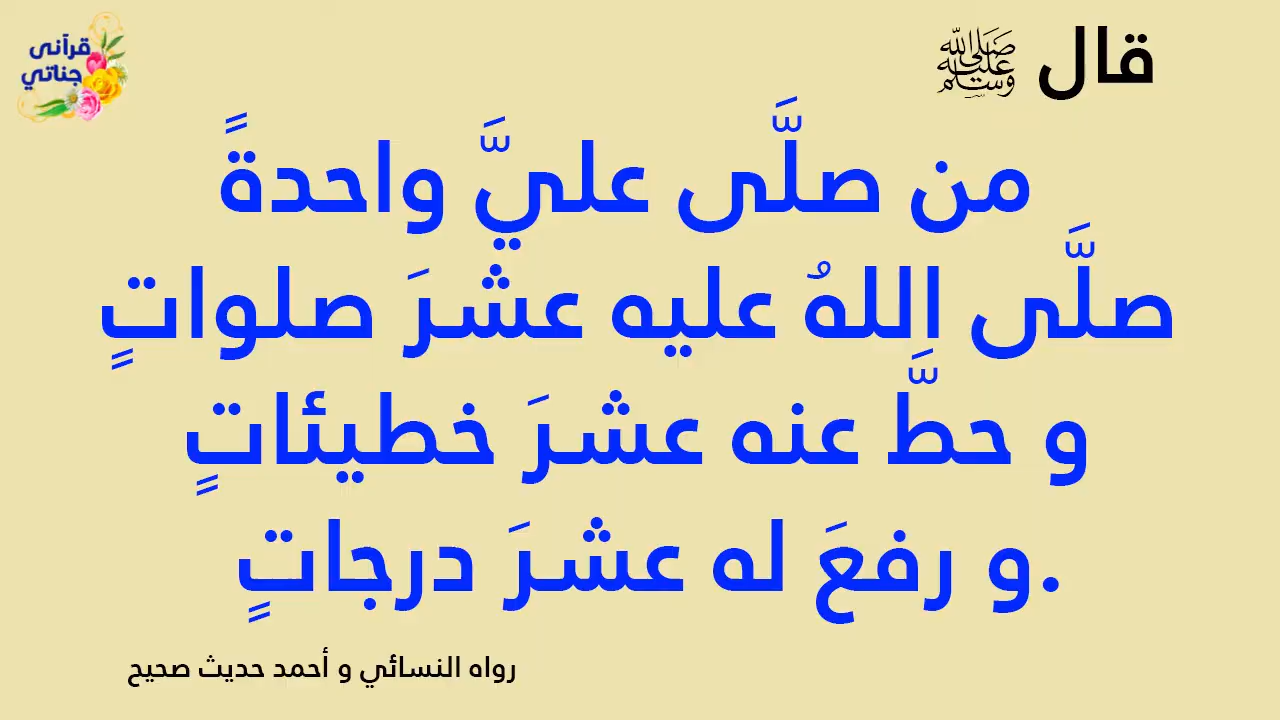 قرآنى
جناتي
قال ﷺ
من صلَّى عليَّ واحدةً
صلَّى اللهُ عليه عشرَ صلواتٍ
و حطَّ عنه عشرَ خطيئاتٍ
و رفعَ له عشرَ درجاتٍ.
رواه النسائي و أحمد حديث صحيح